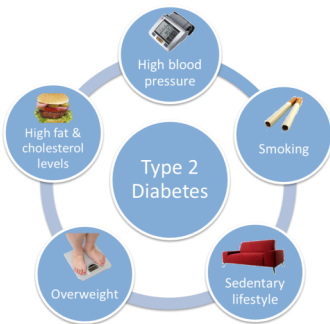 High blood
pressure
Smoking
Sedentary
lifestyle
Overweight
High fat &
cholesterol
levels
Type 2
Diabetes